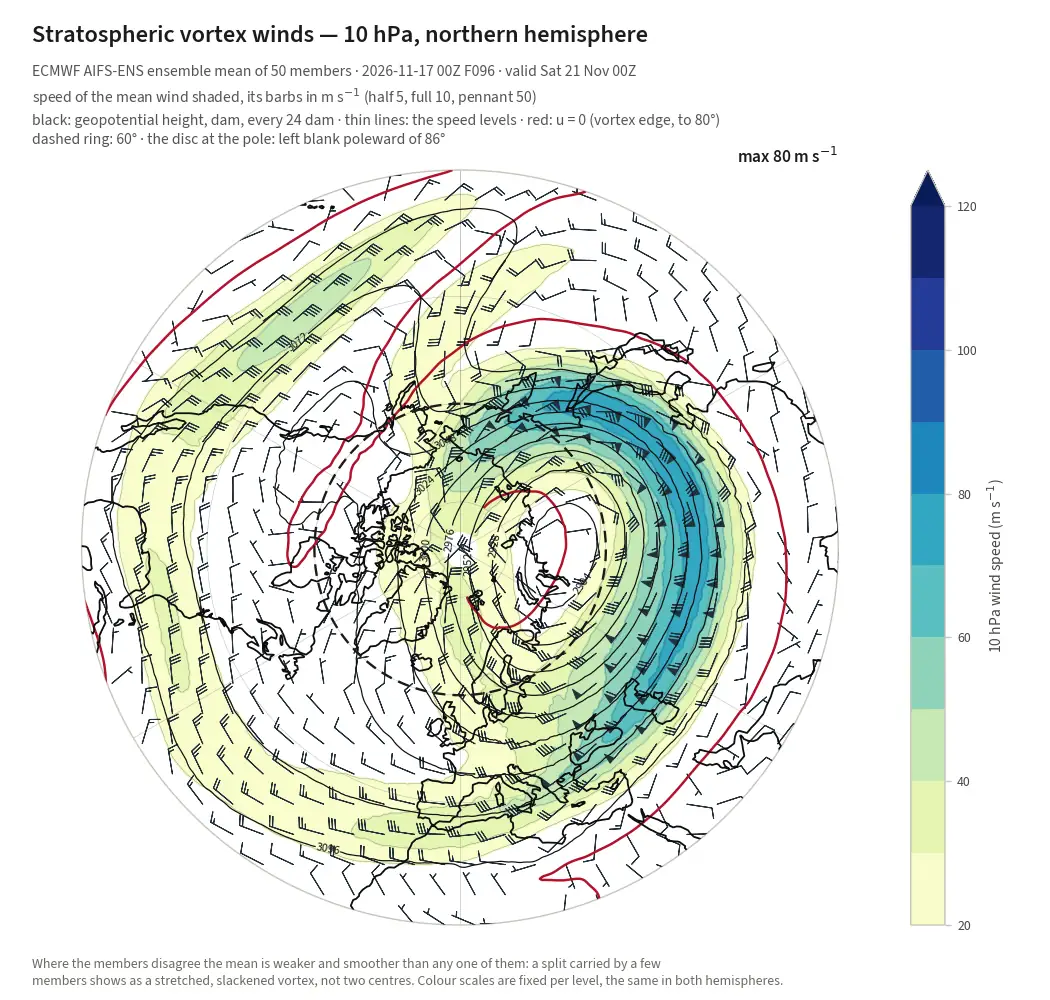 Stratospheric vortex winds — 10 hPa, northern hemisphere
ECMWF AIFS-ENS ensemble mean of 50 members · 2026-11-17 00Z F096 · valid Sat 21 Nov 00Z
speed of the mean wind shaded, its barbs in m s⁻¹ (half 5, full 10, pennant 50)
black: geopotential height, dam, every 24 dam · thin lines: the speed levels · red: u = 0 (vortex edge, to 80°)
dashed ring: 60° · the disc at the pole: left blank poleward of 86°
max 80 m s⁻¹
120
100
80
60
40
20
10 hPa wind speed (m s⁻¹)
3024
2976
3096
Where the members disagree the mean is weaker and smoother than any one of them: a split carried by a few
members shows as a stretched, slackened vortex, not two centres. Colour scales are fixed per level, the same in both hemispheres.